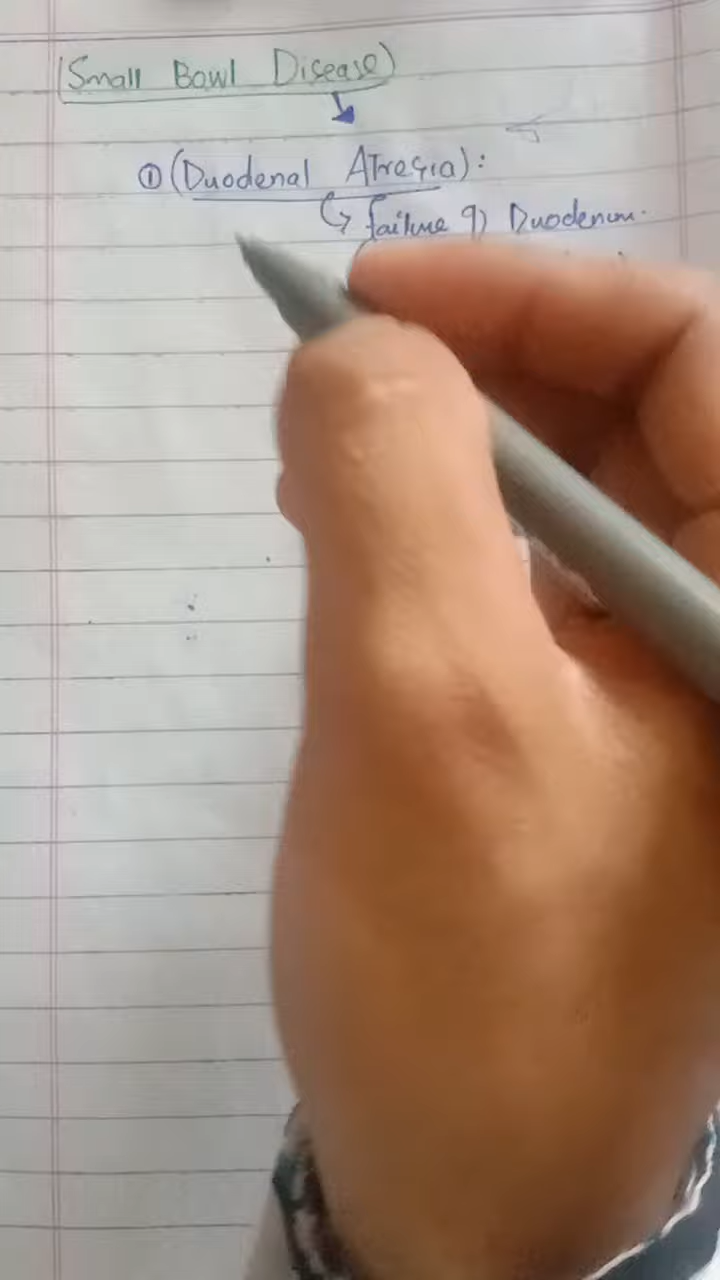 (Small Bowl Disease)
① (Duodenal Atresia):
failure of Duodenum.